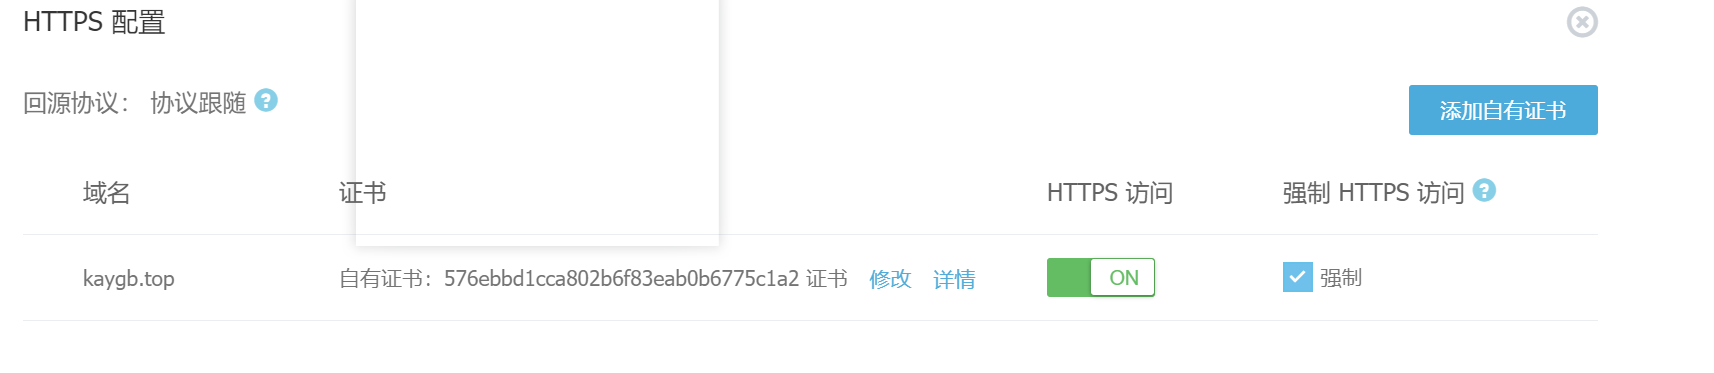 HTTPS 配置
回源协议： 协议跟随 ?
添加自有证书
域名 证书 HTTPS 访问 强制 HTTPS 访问 ?
kaygb.top 自有证书：576ebbd1cca802b6f83eab0b6775c1a2 证书 修改 详情 ON 强制